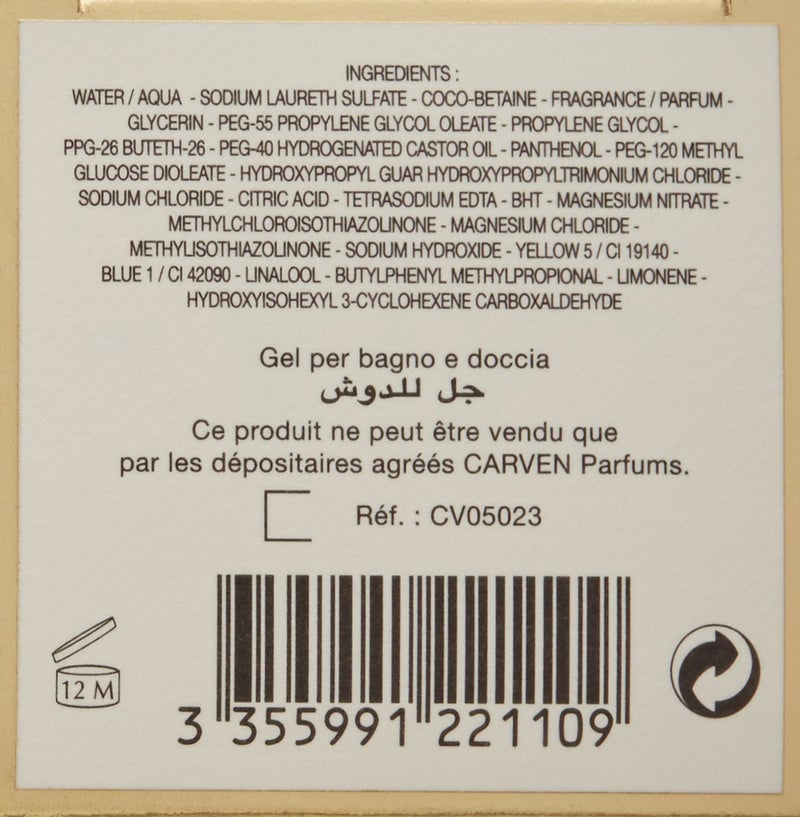 INGREDIENTS :
WATER / AQUA - SODIUM LAURETH SULFATE - COCO-BETAINE - FRAGRANCE / PARFUM -
GLYCERIN - PEG-55 PROPYLENE GLYCOL OLEATE - PROPYLENE GLYCOL -
PPG-26 BUTETH-26 - PEG-40 HYDROGENATED CASTOR OIL - PANTHENOL - PEG-120 METHYL
GLUCOSE DIOLEATE - HYDROXYPROPYL GUAR HYDROXYPROPYLTRIMONIUM CHLORIDE -
SODIUM CHLORIDE - CITRIC ACID - TETRASODIUM EDTA - BHT - MAGNESIUM NITRATE -
METHYLCHLOROISOTHIAZOLINONE - MAGNESIUM CHLORIDE -
METHYLISOTHIAZOLINONE - SODIUM HYDROXIDE - YELLOW 5 / CI 19140 -
BLUE 1 / CI 42090 - LINALOOL - BUTYLPHENYL METHYLPROPIONAL - LIMONENE -
HYDROXYISOHEXYL 3-CYCLOHEXENE CARBOXALDEHYDE
Gel per bagno e doccia
جل للدوش
Ce produit ne peut être vendu que
par les dépositaires agréés CARVEN Parfums.
Réf. : CV05023
12 M
3 355991 221109